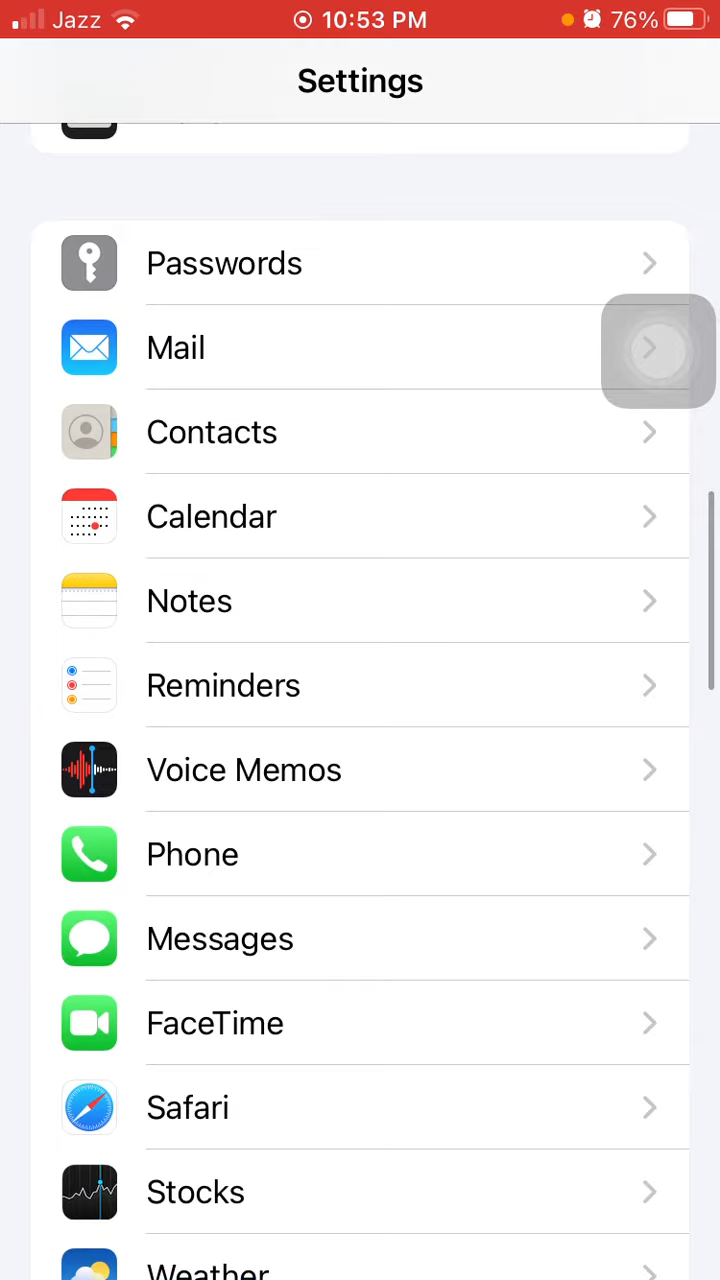 Jazz 10:53 PM 76%
Settings
Passwords
Mail
Contacts
Calendar
Notes
Reminders
Voice Memos
Phone
Messages
FaceTime
Safari
Stocks
Weather